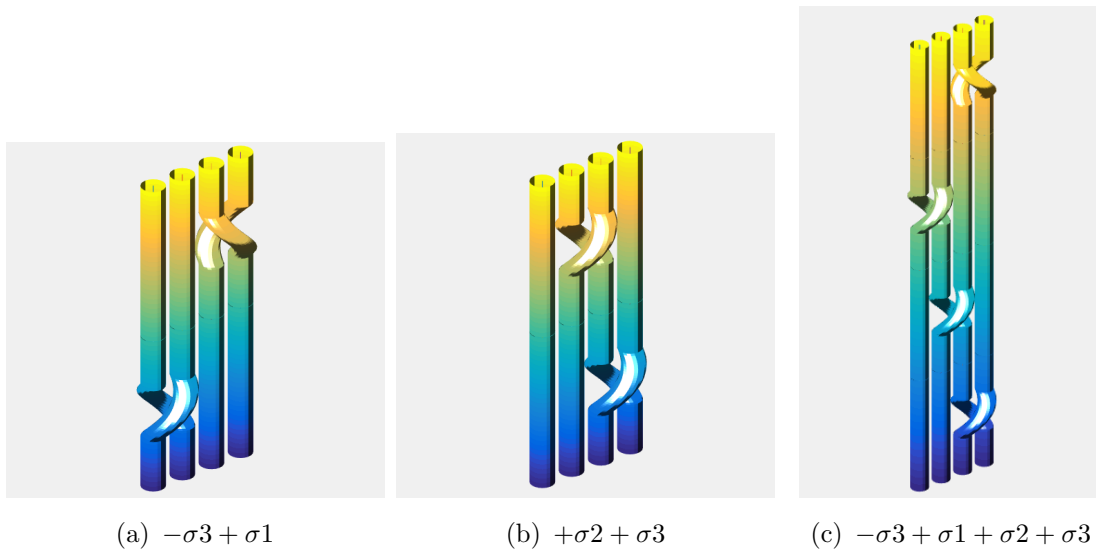 (a) −σ3 + σ1
(b) +σ2 + σ3
(c) −σ3 + σ1 + σ2 + σ3